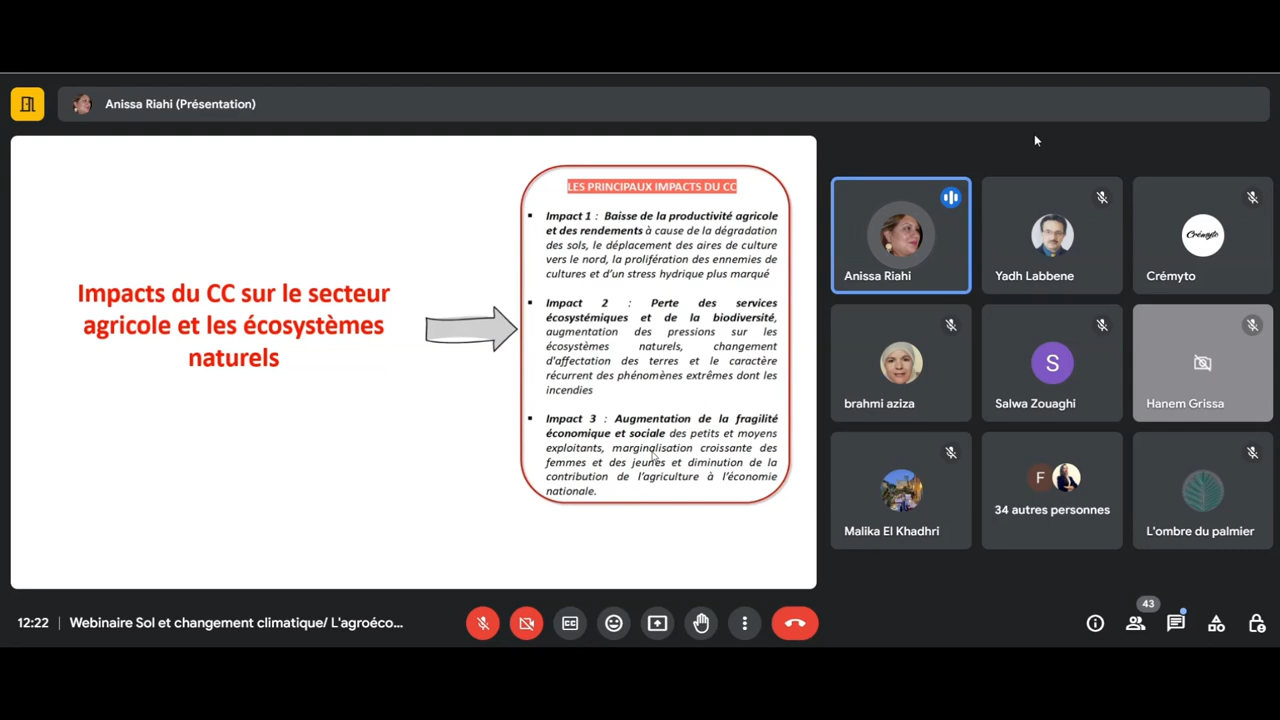 Anissa Riahi (Présentation)
Impacts du CC sur le secteur
agricole et les écosystèmes
naturels
LES PRINCIPAUX IMPACTS DU CC
▪ Impact 1 : Baisse de la productivité agricole
et des rendements à cause de la dégradation
des sols, le déplacement des aires de culture
vers le nord, la prolifération des ennemies de
cultures et d'un stress hydrique plus marqué
▪ Impact 2 : Perte des services
écosystémiques et de la biodiversité,
augmentation des pressions sur les
écosystèmes naturels, changement
d'affectation des terres et le caractère
récurrent des phénomènes extrêmes dont les
incendies
▪ Impact 3 : Augmentation de la fragilité
économique et sociale des petits et moyens
exploitants, marginalisation croissante des
femmes et des jeunes et diminution de la
contribution de l'agriculture à l'économie
nationale.
Anissa Riahi
Yadh Labbene
Crémyto
Crémyto
brahmi aziza
S
Salwa Zouaghi
Hanem Grissa
Malika El Khadhri
F
34 autres personnes
L'ombre du palmier
12:22 | Webinaire Sol et changement climatique/ L'agroéco...
CC
43